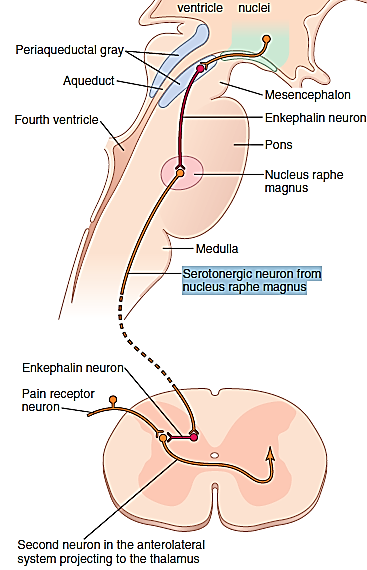 ventricle nuclei
Periaqueductal gray
Aqueduct
Mesencephalon
Fourth ventricle
Enkephalin neuron
Pons
Nucleus raphe
magnus
Medulla
Serotonergic neuron from
nucleus raphe magnus
Enkephalin neuron
Pain receptor
neuron
Second neuron in the anterolateral
system projecting to the thalamus